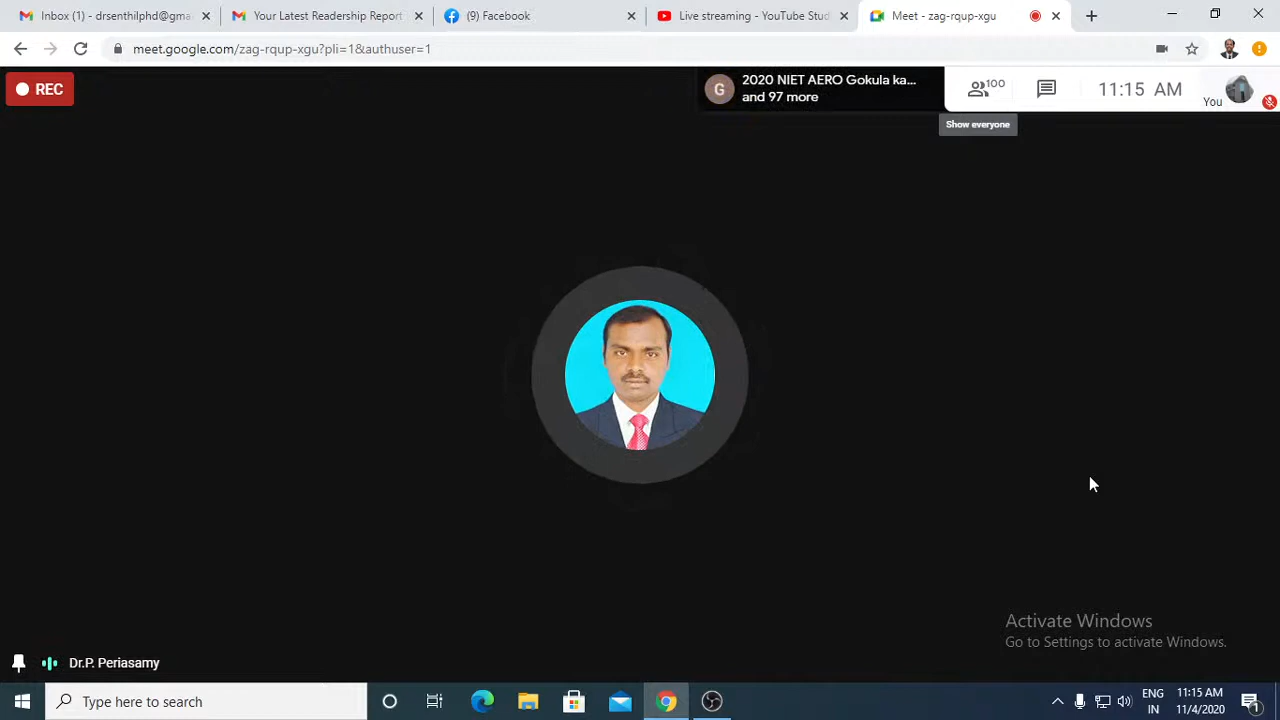 Inbox (1) - drsenthilphd@gma
Your Latest Readership Report
(9) Facebook
Live streaming - YouTube Stud
Meet - zag-rqup-xgu
meet.google.com/zag-rqup-xgu?pli=1&authuser=1
REC
G
2020 NIET AERO Gokula ka...
and 97 more
100
11:15 AM
You
Show everyone
Activate Windows
Go to Settings to activate Windows.
Dr.P. Periasamy
Type here to search
ENG
IN
11:15 AM
11/4/2020
1